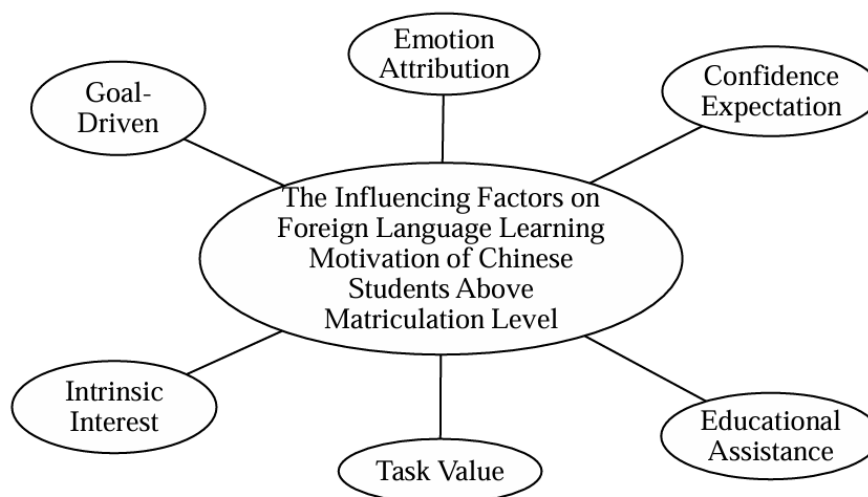 Emotion
Attribution
Goal-
Driven
Confidence
Expectation
The Influencing Factors on
Foreign Language Learning
Motivation of Chinese
Students Above
Matriculation Level
Intrinsic
Interest
Task Value
Educational
Assistance